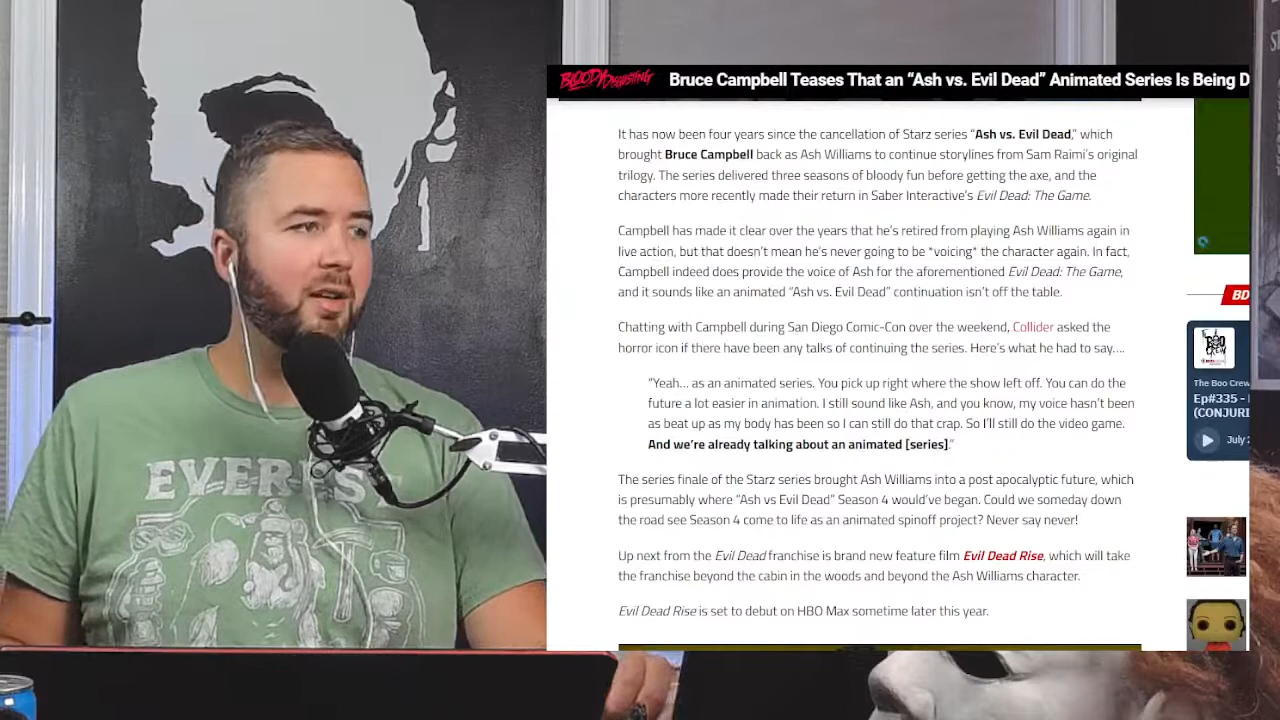 EVEREST
BLOODY DISGUSTING
Bruce Campbell Teases That an “Ash vs. Evil Dead” Animated Series Is Being D
It has now been four years since the cancellation of Starz series “Ash vs. Evil Dead,” which
brought Bruce Campbell back as Ash Williams to continue storylines from Sam Raimi’s original
trilogy. The series delivered three seasons of bloody fun before getting the axe, and the
characters more recently made their return in Saber Interactive’s Evil Dead: The Game.
Campbell has made it clear over the years that he’s retired from playing Ash Williams again in
live action, but that doesn’t mean he’s never going to be *voicing* the character again. In fact,
Campbell indeed does provide the voice of Ash for the aforementioned Evil Dead: The Game,
and it sounds like an animated “Ash vs. Evil Dead” continuation isn’t off the table.
Chatting with Campbell during San Diego Comic-Con over the weekend, Collider asked the
horror icon if there have been any talks of continuing the series. Here’s what he had to say….
“Yeah… as an animated series. You pick up right where the show left off. You can do the
future a lot easier in animation. I still sound like Ash, and you know, my voice hasn’t been
as beat up as my body has been so I can still do that crap. So I’ll still do the video game.
And we’re already talking about an animated [series].”
The series finale of the Starz series brought Ash Williams into a post apocalyptic future, which
is presumably where “Ash vs Evil Dead” Season 4 would’ve began. Could we someday down
the road see Season 4 come to life as an animated spinoff project? Never say never!
Up next from the Evil Dead franchise is brand new feature film Evil Dead Rise, which will take
the franchise beyond the cabin in the woods and beyond the Ash Williams character.
Evil Dead Rise is set to debut on HBO Max sometime later this year.
BD
BOO
CREW
The Boo Crew
Ep#335 -
(CONJURI
July 2